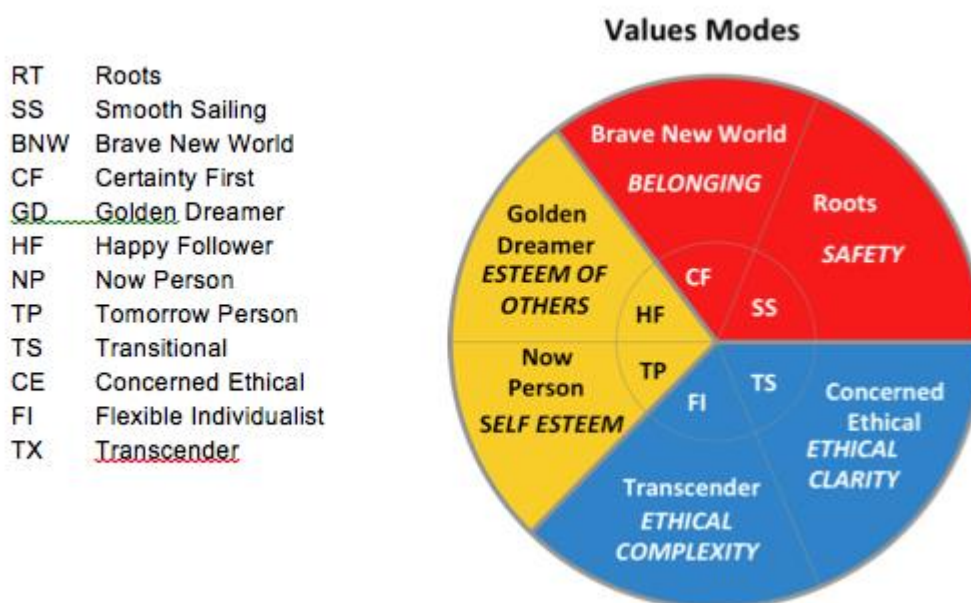 Values Modes
RT Roots
SS Smooth Sailing
BNW Brave New World
CF Certainty First
GD Golden Dreamer
HF Happy Follower
NP Now Person
TP Tomorrow Person
TS Transitional
CE Concerned Ethical
FI Flexible Individualist
TX Transcender
Brave New World
BELONGING
Roots
SAFETY
Golden
Dreamer
ESTEEM OF
OTHERS
CF
SS
HF
Now
Person
SELF ESTEEM
TP
FI
TS
Concerned
Ethical
ETHICAL
CLARITY
Transcender
ETHICAL
COMPLEXITY